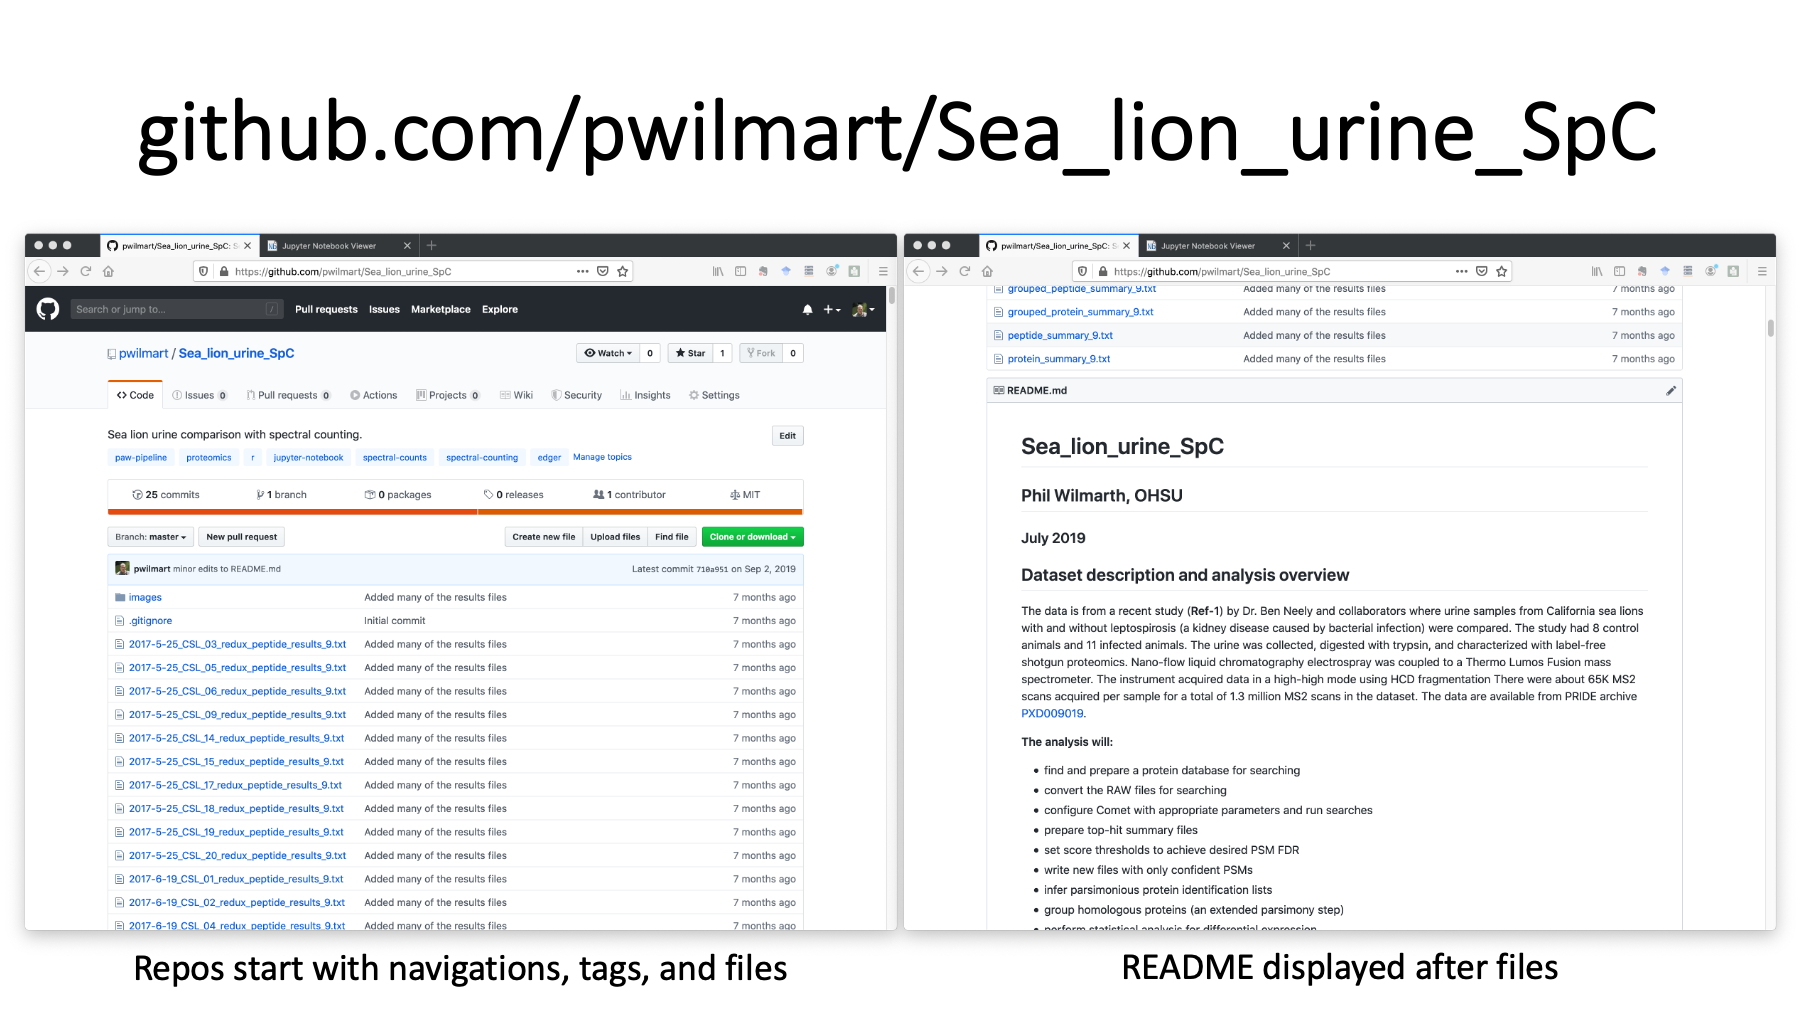 github.com/pwilmart/Sea_lion_urine_SpC
pwilmart/Sea_lion_urine_SpC: S
Jupyter Notebook Viewer
https://github.com/pwilmart/Sea_lion_urine_SpC
Search or jump to...
/
Pull requests
Issues
Marketplace
Explore
pwilmart / Sea_lion_urine_SpC
Watch 0
Star 1
Fork 0
Code
Issues 0
Pull requests 0
Actions
Projects 0
Wiki
Security
Insights
Settings
Sea lion urine comparison with spectral counting.
Edit
paw-pipeline proteomics r jupyter-notebook spectral-counts spectral-counting edger Manage topics
25 commits
1 branch
0 packages
0 releases
1 contributor
MIT
Branch: master
New pull request
Create new file
Upload files
Find file
Clone or download
pwilmart minor edits to README.md
Latest commit 710a951 on Sep 2, 2019
images Added many of the results files 7 months ago
.gitignore Initial commit 7 months ago
2017-5-25_CSL_03_redux_peptide_results_9.txt Added many of the results files 7 months ago
2017-5-25_CSL_05_redux_peptide_results_9.txt Added many of the results files 7 months ago
2017-5-25_CSL_06_redux_peptide_results_9.txt Added many of the results files 7 months ago
2017-5-25_CSL_09_redux_peptide_results_9.txt Added many of the results files 7 months ago
2017-5-25_CSL_14_redux_peptide_results_9.txt Added many of the results files 7 months ago
2017-5-25_CSL_15_redux_peptide_results_9.txt Added many of the results files 7 months ago
2017-5-25_CSL_17_redux_peptide_results_9.txt Added many of the results files 7 months ago
2017-5-25_CSL_18_redux_peptide_results_9.txt Added many of the results files 7 months ago
2017-5-25_CSL_19_redux_peptide_results_9.txt Added many of the results files 7 months ago
2017-5-25_CSL_20_redux_peptide_results_9.txt Added many of the results files 7 months ago
2017-6-19_CSL_01_redux_peptide_results_9.txt Added many of the results files 7 months ago
2017-6-19_CSL_02_redux_peptide_results_9.txt Added many of the results files 7 months ago
2017-6-19_CSL_04_redux_peptide_results_9.txt Added many of the results files 7 months ago
Repos start with navigations, tags, and files
pwilmart/Sea_lion_urine_SpC: S
Jupyter Notebook Viewer
https://github.com/pwilmart/Sea_lion_urine_SpC
grouped_peptide_summary_9.txt Added many of the results files 7 months ago
grouped_protein_summary_9.txt Added many of the results files 7 months ago
peptide_summary_9.txt Added many of the results files 7 months ago
protein_summary_9.txt Added many of the results files 7 months ago
README.md
Sea_lion_urine_SpC
Phil Wilmarth, OHSU
July 2019
Dataset description and analysis overview
The data is from a recent study (Ref-1) by Dr. Ben Neely and collaborators where urine samples from California sea lions
with and without leptospirosis (a kidney disease caused by bacterial infection) were compared. The study had 8 control
animals and 11 infected animals. The urine was collected, digested with trypsin, and characterized with label-free
shotgun proteomics. Nano-flow liquid chromatography electrospray was coupled to a Thermo Lumos Fusion mass
spectrometer. The instrument acquired data in a high-high mode using HCD fragmentation There were about 65K MS2
scans acquired per sample for a total of 1.3 million MS2 scans in the dataset. The data are available from PRIDE archive
PXD009019.
The analysis will:
• find and prepare a protein database for searching
• convert the RAW files for searching
• configure Comet with appropriate parameters and run searches
• prepare top-hit summary files
• set score thresholds to achieve desired PSM FDR
• write new files with only confident PSMs
• infer parsimonious protein identification lists
• group homologous proteins (an extended parsimony step)
• perform statistical analysis for differential expression
README displayed after files